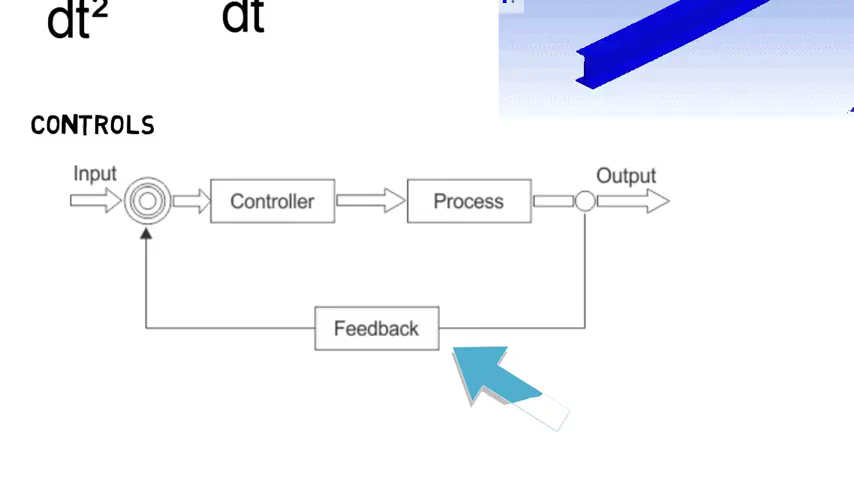 dt² dt
CONTROLS
Input
Output
Controller
Process
Feedback